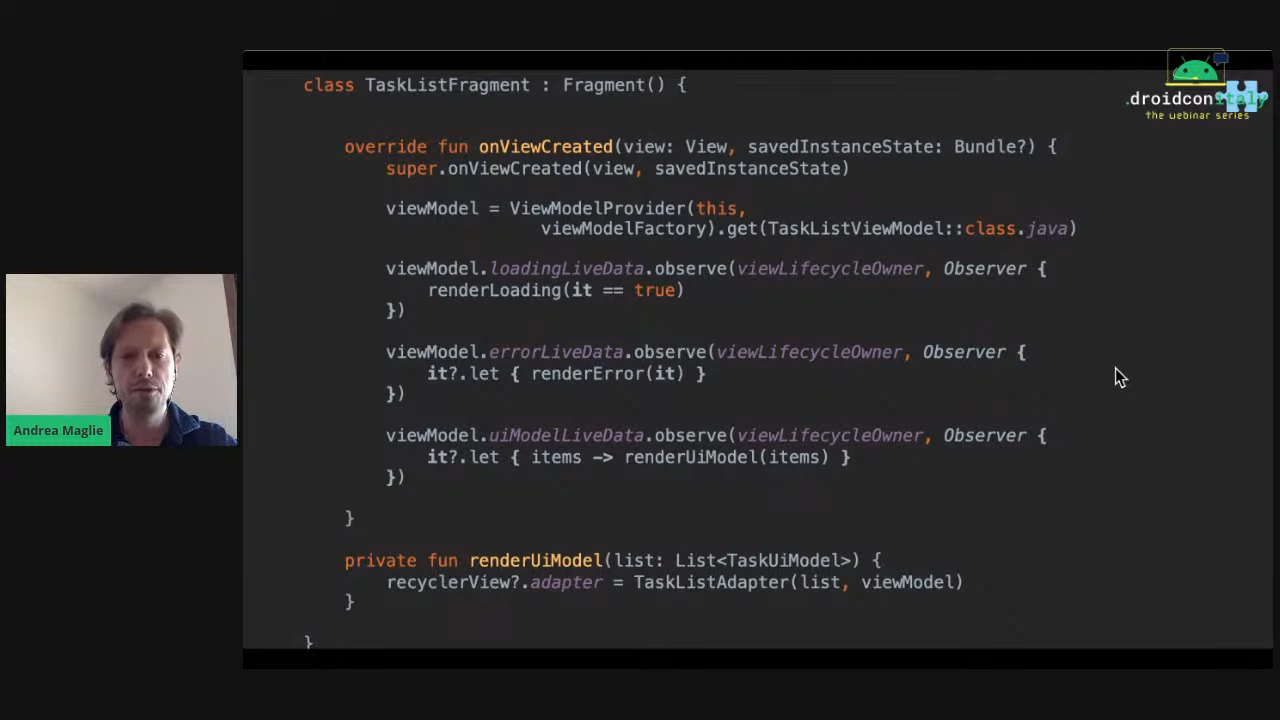 class TaskListFragment : Fragment() {
.droidconitaly
the webinar series
override fun onViewCreated(view: View, savedInstanceState: Bundle?) {
super.onViewCreated(view, savedInstanceState)
viewModel = ViewModelProvider(this,
viewModelFactory).get(TaskListViewModel::class.java)
viewModel.loadingLiveData.observe(viewLifecycleOwner, Observer {
renderLoading(it == true)
})
viewModel.errorLiveData.observe(viewLifecycleOwner, Observer {
it?.let { renderError(it) }
})
viewModel.uiModelLiveData.observe(viewLifecycleOwner, Observer {
it?.let { items -> renderUiModel(items) }
})
}
private fun renderUiModel(list: List<TaskUiModel>) {
recyclerView?.adapter = TaskListAdapter(list, viewModel)
}
}
Andrea Maglie